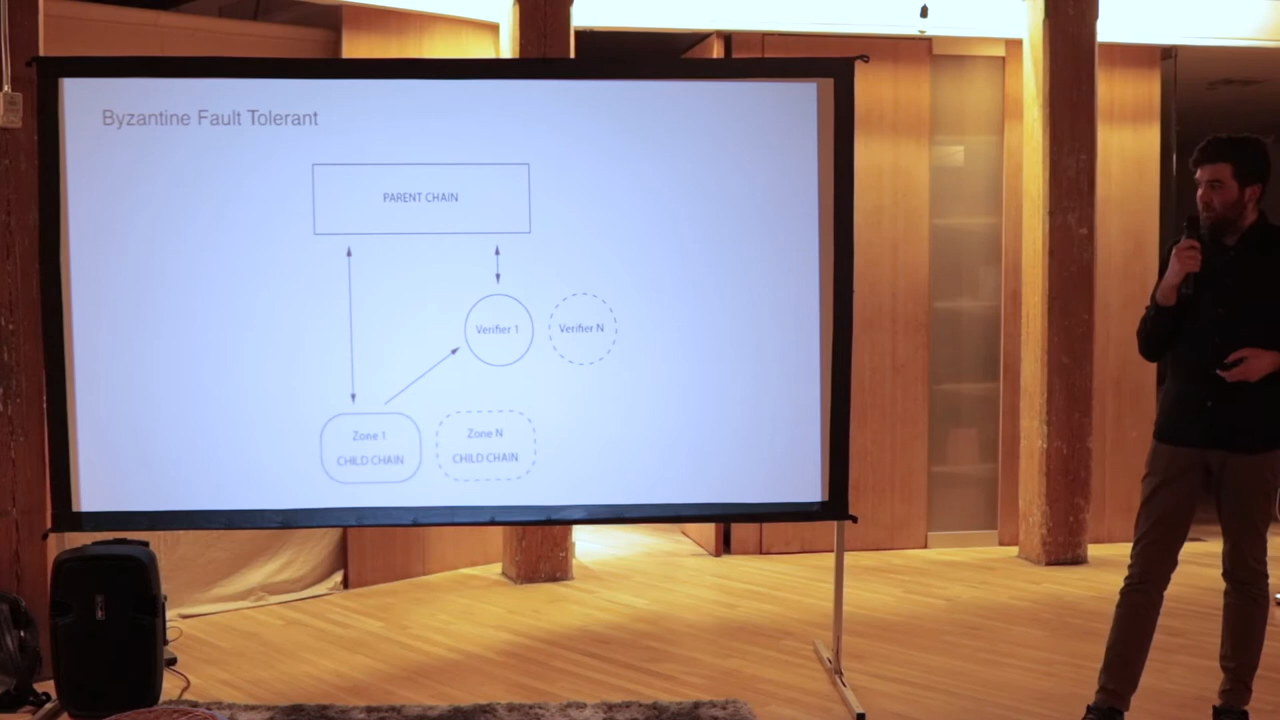 Byzantine Fault Tolerant
PARENT CHAIN
Verifier 1
Verifier N
Zone 1
CHILD CHAIN
Zone N
CHILD CHAIN